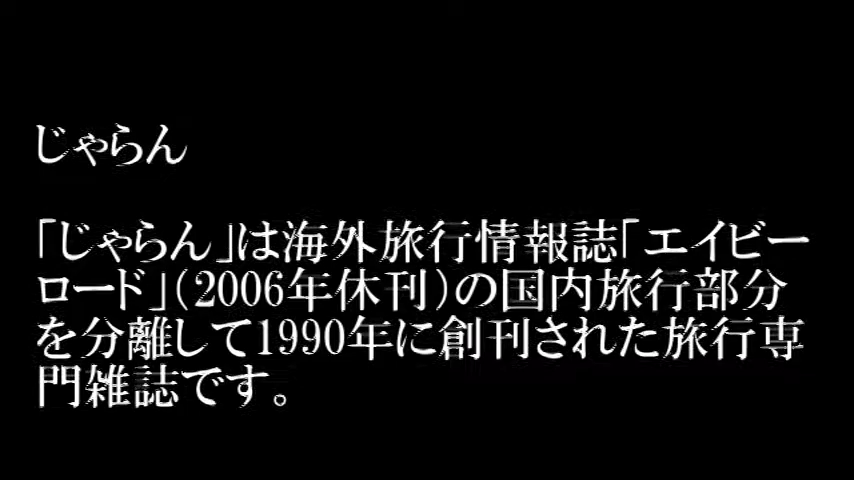 じゃらん
「じゃらん」は海外旅行情報誌「エイビー
ロード」（2006年休刊）の国内旅行部分
を分離して1990年に創刊された旅行専
門雑誌です。